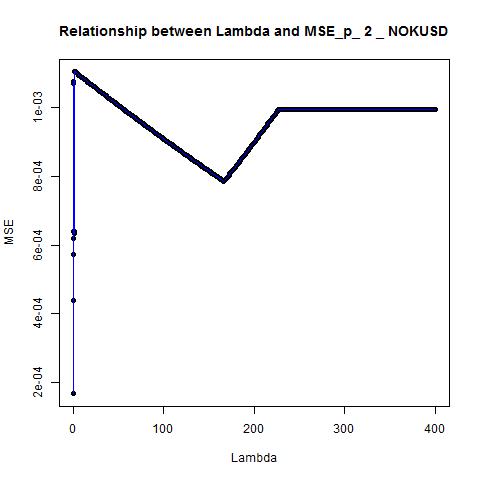 Relationship between Lambda and MSE_p_ 2 _ NOKUSD
1e-03
8e-04
6e-04
4e-04
2e-04
MSE
0 100 200 300 400
Lambda